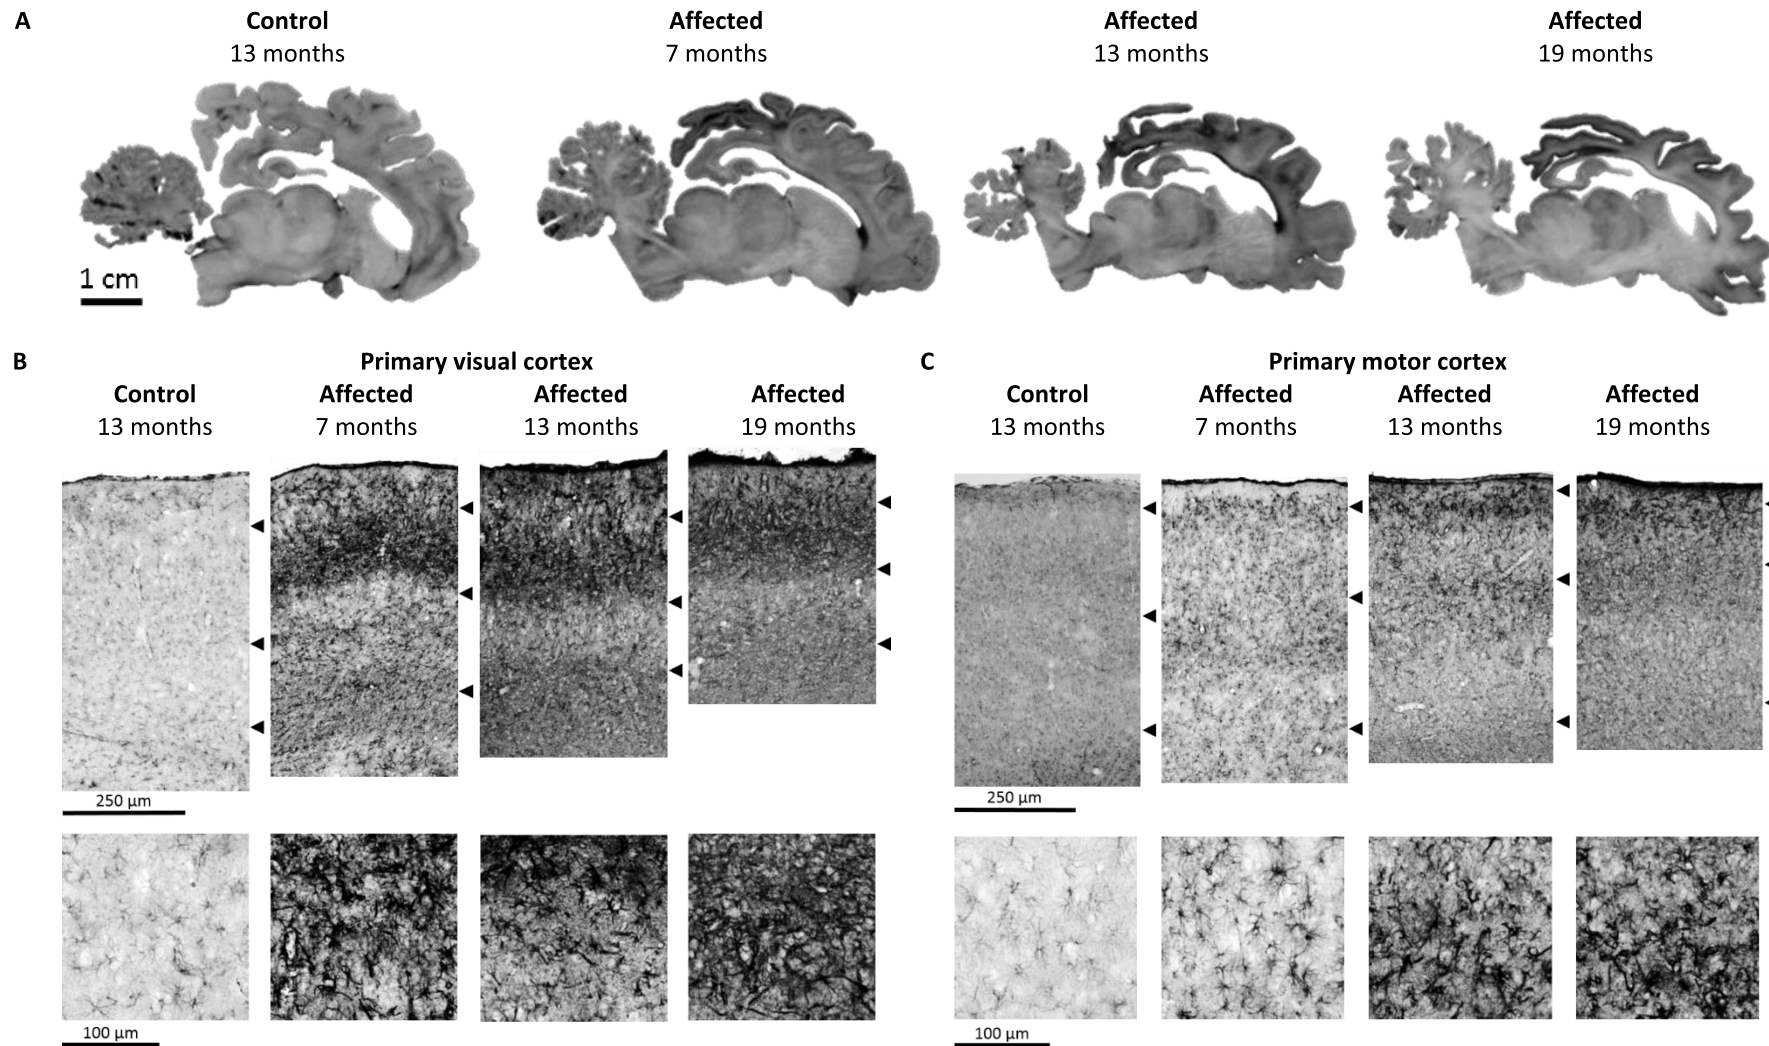 A
Control
13 months
Affected
7 months
Affected
13 months
Affected
19 months
1 cm
B
Primary visual cortex
Control
13 months
Affected
7 months
Affected
13 months
Affected
19 months
250 µm
100 µm
C
Primary motor cortex
Control
13 months
Affected
7 months
Affected
13 months
Affected
19 months
250 µm
100 µm